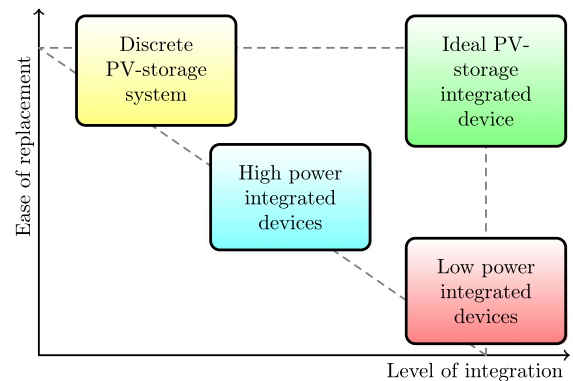 Ease of replacement
Discrete
PV-storage
system
Ideal PV-
storage
integrated
device
High power
integrated
devices
Low power
integrated
devices
Level of integration